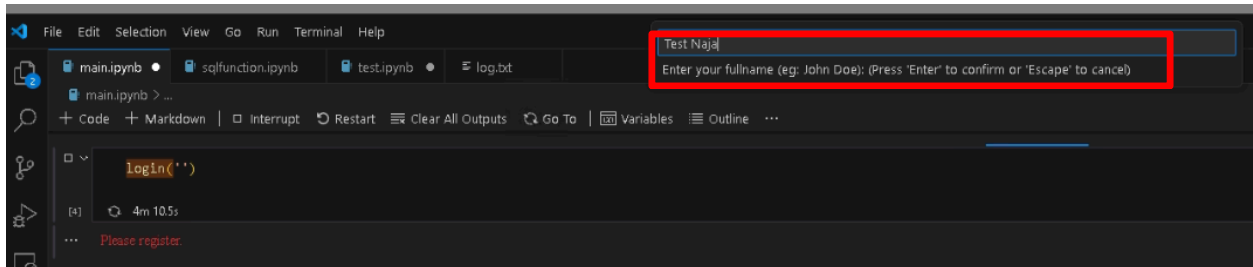 File Edit Selection View Go Run Terminal Help
Test Naja
Enter your fullname (eg: John Doe): (Press 'Enter' to confirm or 'Escape' to cancel)
main.ipynb ● sqlfunction.ipynb test.ipynb ● log.txt
2
main.ipynb > ...
+ Code + Markdown | Interrupt Restart Clear All Outputs Go To | Variables Outline ...
login('')
[4] 4m 10.5s
... Please register.